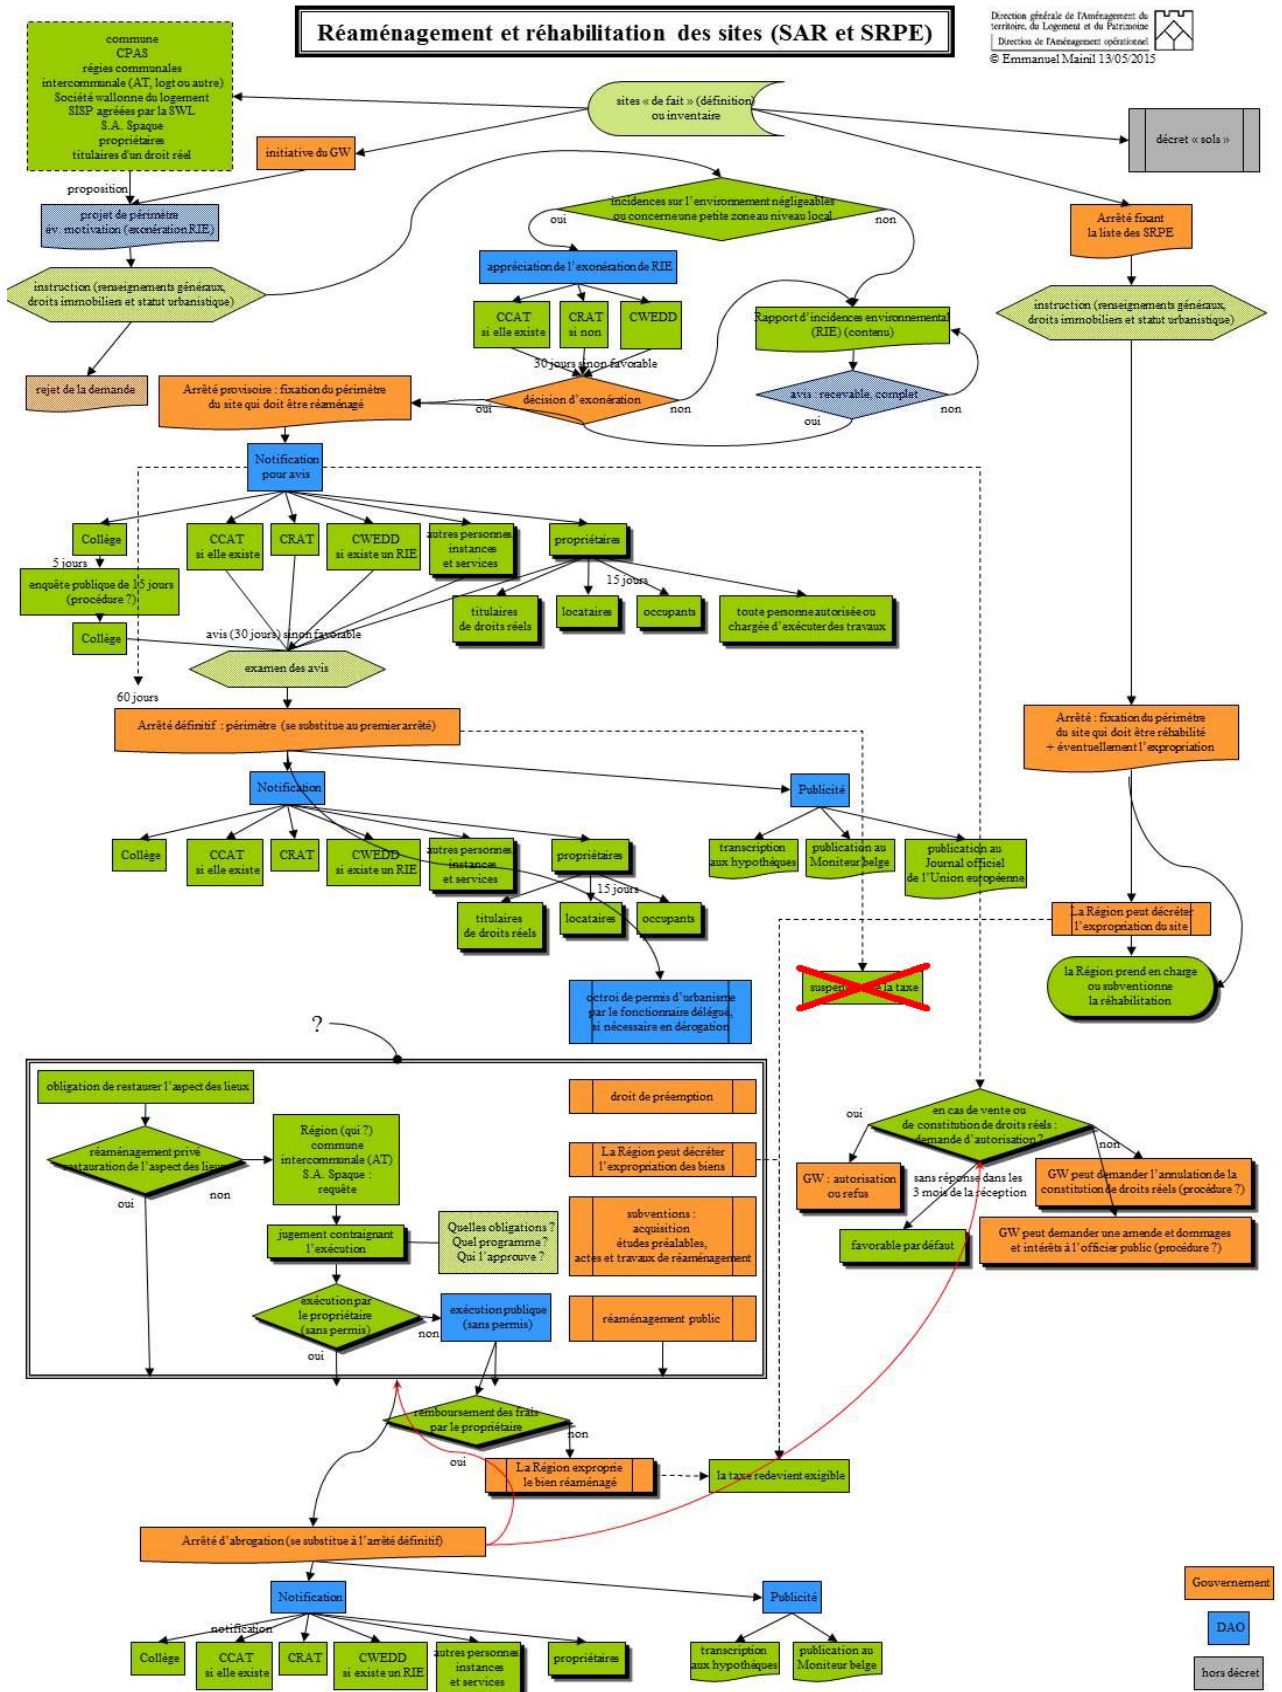 Réaménagement et réhabilitation des sites (SAR et SRPE)
Direction générale de l'Aménagement du
territoire, du Logement et du Patrimoine
Direction de l'Aménagement opérationnel
© Emmanuel Mainil 13/05/2015
commune
CPAS
régies communales
intercommunale (AT, logt ou autre)
Société wallonne du logement
SISP agréées par la SWL
S.A. Spaque
propriétaires
titulaires d'un droit réel
sites « de fait » (définition)
ou inventaire
décret « sols »
initiative du GW
proposition
projet de périmètre
ev. motivation (exonération RIE)
incidences sur l'environnement négligeables
ou concerne une petite zone au niveau local
oui
non
Arrêté fixant
la liste des SRPE
appréciation de l'exonération de RIE
instruction (renseignements généraux,
droits immobiliers et statut urbanistique)
CCAT
si elle existe
CRAT
si non
CWEDD
Rapport d'incidences environnemental
(RIE) (contenu)
instruction (renseignements généraux,
droits immobiliers et statut urbanistique)
30 jours sinon favorable
rejet de la demande
Arrêté provisoire : fixation du périmètre
du site qui doit être réaménagé
oui
décision d'exonération
non
avis : recevable, complet
oui
non
Notification
pour avis
Collège
CCAT
si elle existe
CRAT
CWEDD
si existe un RIE
autres personnes,
instances
et services
propriétaires
5 jours
enquête publique de 15 jours
(procédure ?)
15 jours
titulaires
de droits réels
locataires
occupants
toute personne autorisée ou
chargée d'exécuter des travaux
Collège
avis (30 jours) sinon favorable
examen des avis
60 jours
Arrêté définitif : périmètre (se substitue au premier arrêté)
Arrêté : fixation du périmètre
du site qui doit être réhabilité
+ éventuellement l'expropriation
Notification
Publicité
Collège
CCAT
si elle existe
CRAT
CWEDD
si existe un RIE
autres personnes,
instances
et services
propriétaires
transcription
aux hypothèques
publication au
Moniteur belge
publication au
Journal officiel
de l'Union européenne
15 jours
titulaires
de droits réels
locataires
occupants
La Région peut décréter
l'expropriation du site
la Région prend en charge
ou subventionne
la réhabilitation
la taxe
octroi de permis d'urbanisme
par le fonctionnaire délégué,
si nécessaire en dérogation
?
obligation de restaurer l'aspect des lieux
réaménagement privé
restauration de l'aspect des lieux
oui
non
Région (qui ?)
commune
intercommunale (AT)
S.A. Spaque :
requête
jugement contraignant
l'exécution
Quelles obligations ?
Quel programme ?
Qui l'approuve ?
exécution par
le propriétaire
(sans permis)
oui
non
exécution publique
(sans permis)
droit de préemption
La Région peut décréter
l'expropriation des biens
subventions :
acquisition
études préalables,
actes et travaux de réaménagement
réaménagement public
en cas de vente ou
de constitution de droits réels :
demande d'autorisation ?
oui
non
GW : autorisation
ou refus
sans réponse dans les
3 mois de la réception
favorable par défaut
GW peut demander l'annulation de la
constitution de droits réels (procédure ?)
GW peut demander une amende et dommages
et intérêts à l'officier public (procédure ?)
remboursement des frais
par le propriétaire
oui
non
La Région exproprie
le bien réaménagé
la taxe redevient exigible
Arrêté d'abrogation (se substitue à l'arrêté définitif)
Notification
Publicité
notification
Collège
CCAT
si elle existe
CRAT
CWEDD
si existe un RIE
autres personnes,
instances
et services
propriétaires
transcription
aux hypothèques
publication au
Moniteur belge
Gouvernement
DAO
hors décret